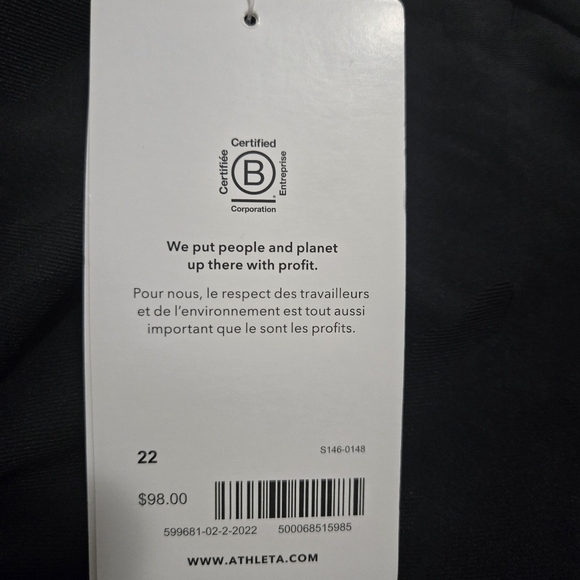 Certified
Certifiée
B
Entreprise
Corporation
We put people and planet
up there with profit.
Pour nous, le respect des travailleurs
et de l'environnement est tout aussi
important que le sont les profits.
22
S146-0148
$98.00
599681-02-2-2022 500068515985
WWW.ATHLETA.COM